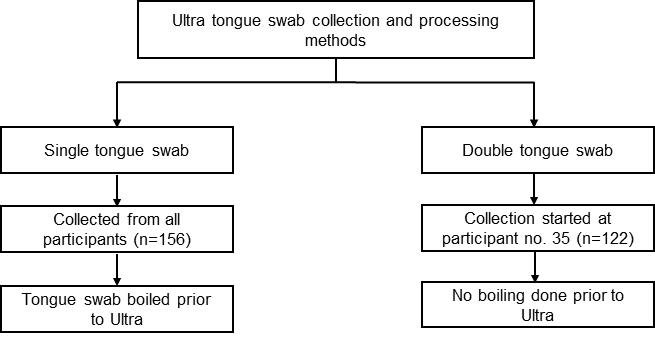 Ultra tongue swab collection and processing
methods
Single tongue swab
Double tongue swab
Collected from all
participants (n=156)
Collection started at
participant no. 35 (n=122)
Tongue swab boiled prior
to Ultra
No boiling done prior to
Ultra